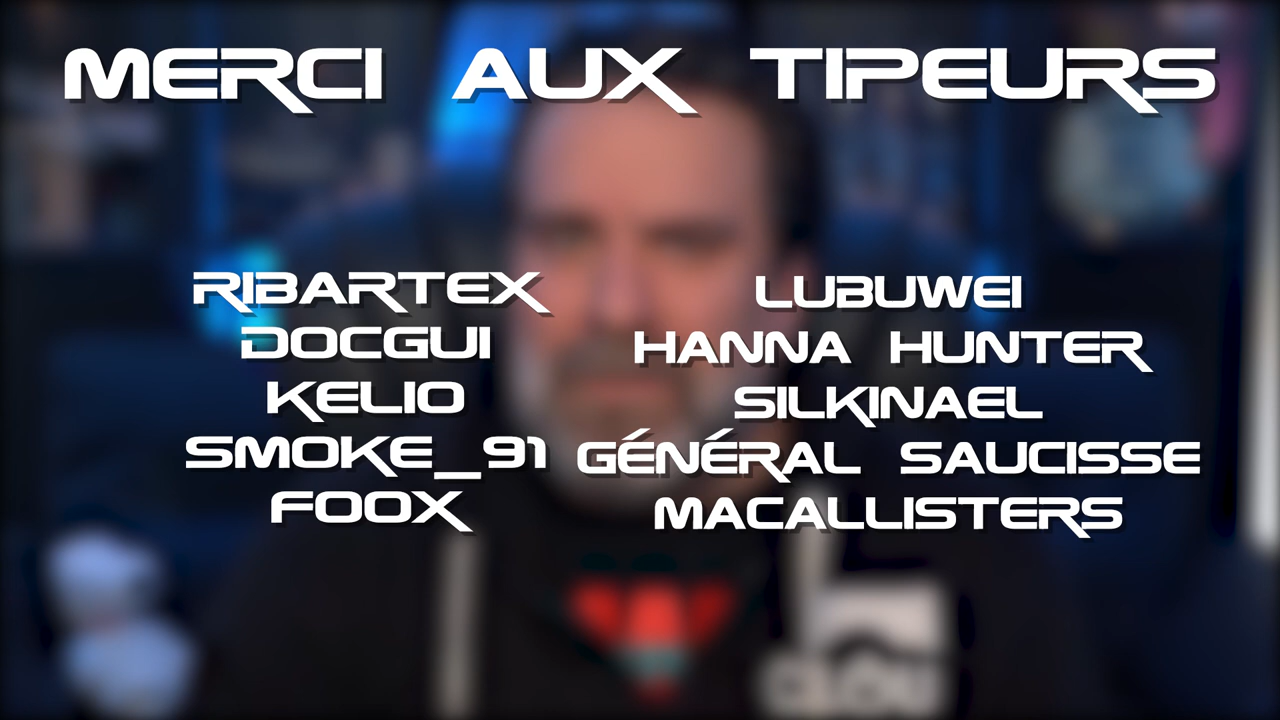 MERCI AUX TIPEURS
RIBARTEX
DOCGUI
KELIO
SMOKE_91
FOOX
LUBUWEI
HANNA HUNTER
SILKINAEL
GÉNÉRAL SAUCISSE
MACALLISTERS